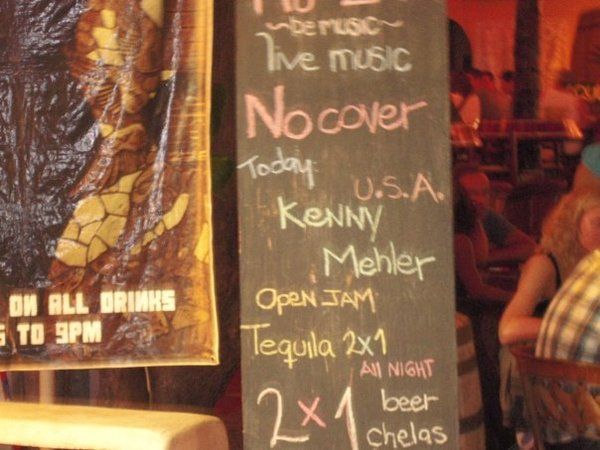 ~be music~
live music
No cover
Today
U.S.A.
Kenny
Mehler
Open Jam
Tequila 2x1
All Night
2x1 beer
chelas
ON ALL DRINKS
TO 9PM